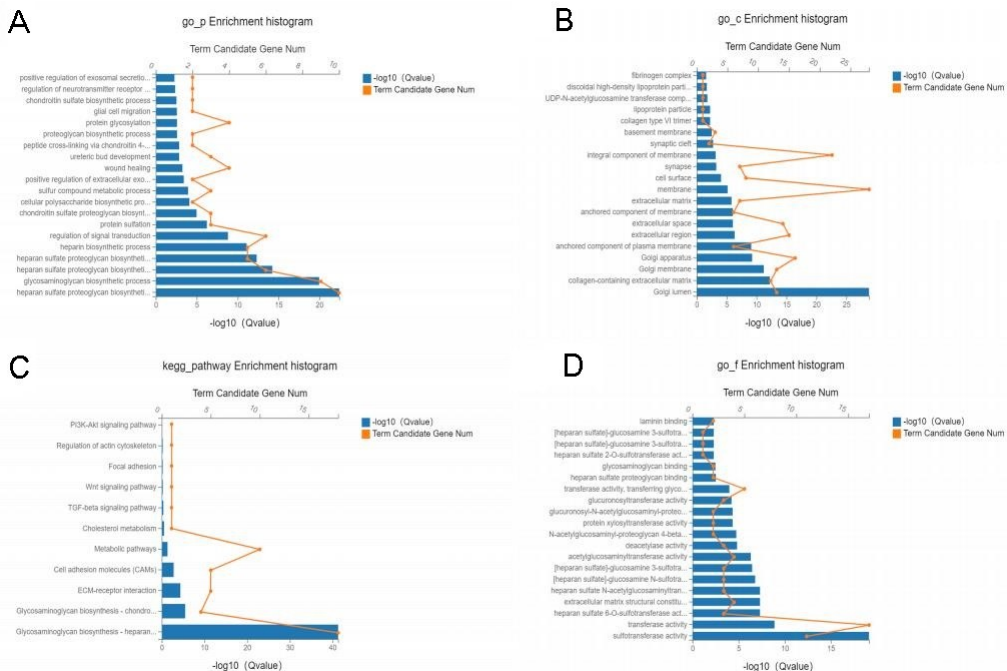 A
go_p Enrichment histogram
Term Candidate Gene Num
0 2 4 6 8 10
-log10 (Qvalue)
Term Candidate Gene Num
positive regulation of exosomal secretio...
regulation of neurotransmitter receptor ...
chondroitin sulfate biosynthetic process
glial cell migration
protein glycosylation
proteoglycan biosynthetic process
peptide cross-linking via chondroitin 4-...
ureteric bud development
wound healing
positive regulation of extracellular exo...
sulfur compound metabolic process
cellular polysaccharide biosynthetic pro...
chondroitin sulfate proteoglycan biosynt...
protein sulfation
regulation of signal transduction
heparin biosynthetic process
heparan sulfate proteoglycan biosyntheti...
heparan sulfate proteoglycan biosyntheti...
glycosaminoglycan biosynthetic process
heparan sulfate proteoglycan biosyntheti...
0 5 10 15 20
-log10 (Qvalue)
B
go_c Enrichment histogram
Term Candidate Gene Num
0 5 10 15 20 25
-log10 (Qvalue)
Term Candidate Gene Num
fibrinogen complex
discoidal high-density lipoprotein parti...
UDP-N-acetylglucosamine transferase comp...
lipoprotein particle
collagen type VI trimer
basement membrane
synaptic cleft
integral component of membrane
synapse
cell surface
membrane
extracellular matrix
anchored component of membrane
extracellular space
extracellular region
anchored component of plasma membrane
Golgi apparatus
Golgi membrane
collagen-containing extracellular matrix
Golgi lumen
0 5 10 15 20 25
-log10 (Qvalue)
C
kegg_pathway Enrichment histogram
Term Candidate Gene Num
0 5 10 15
-log10 (Qvalue)
Term Candidate Gene Num
PI3K-Akt signaling pathway
Regulation of actin cytoskeleton
Focal adhesion
Wnt signaling pathway
TGF-beta signaling pathway
Cholesterol metabolism
Metabolic pathways
Cell adhesion molecules (CAMs)
ECM-receptor interaction
Glycosaminoglycan biosynthesis - chondro...
Glycosaminoglycan biosynthesis - heparan...
0 10 20 30 40
-log10 (Qvalue)
D
go_f Enrichment histogram
Term Candidate Gene Num
0 5 10 15
-log10 (Qvalue)
Term Candidate Gene Num
laminin binding
[heparan sulfate]-glucosamine 3-sulfotra...
[heparan sulfate]-glucosamine 3-sulfotra...
heparan sulfate 2-O-sulfotransferase act...
glycosaminoglycan binding
heparan sulfate proteoglycan binding
transferase activity, transferring glyco...
glucuronosyltransferase activity
glucuronosyl-N-acetylglucosaminyl-proteo...
protein xylosyltransferase activity
N-acetylglucosaminyl-proteoglycan 4-beta...
deacetylase activity
acetylglucosaminyltransferase activity
[heparan sulfate]-glucosamine 3-sulfotra...
[heparan sulfate]-glucosamine N-sulfotra...
heparan sulfate N-acetylglucosaminyltran...
extracellular matrix structural constitu...
heparan sulfate 6-O-sulfotransferase act...
transferase activity
sulfotransferase activity
0 5 10 15
-log10 (Qvalue)